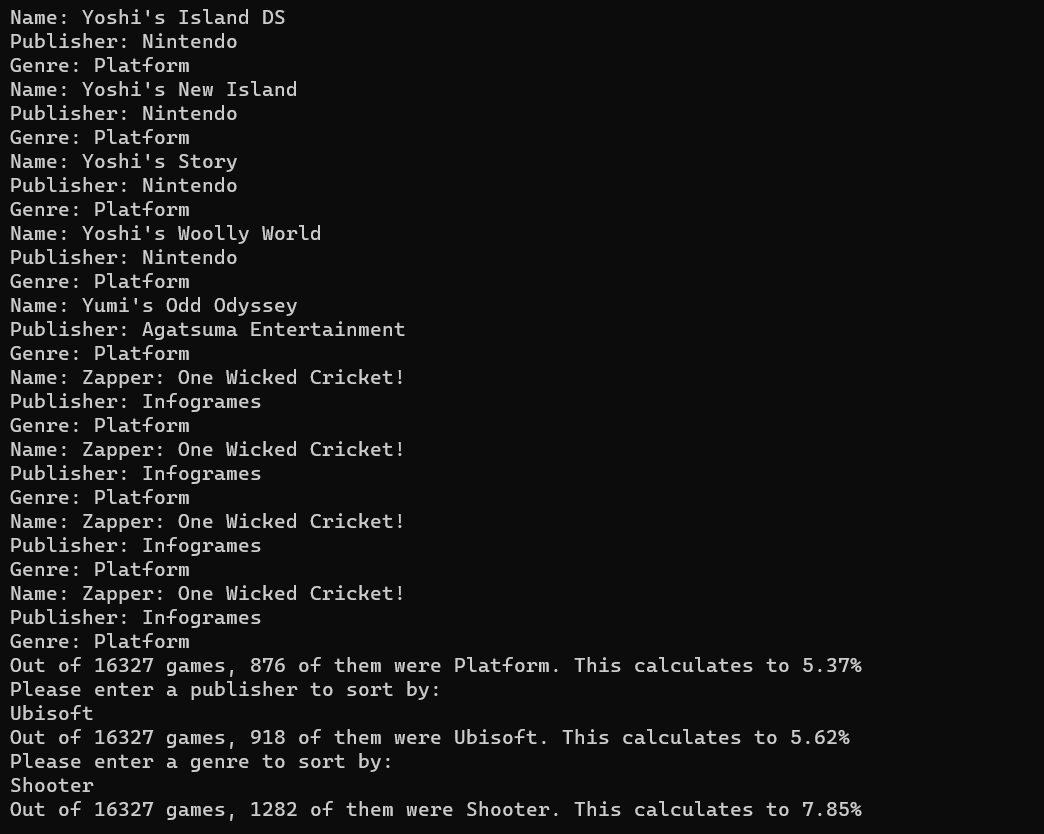 Name: Yoshi's Island DS
Publisher: Nintendo
Genre: Platform
Name: Yoshi's New Island
Publisher: Nintendo
Genre: Platform
Name: Yoshi's Story
Publisher: Nintendo
Genre: Platform
Name: Yoshi's Woolly World
Publisher: Nintendo
Genre: Platform
Name: Yumi's Odd Odyssey
Publisher: Agatsuma Entertainment
Genre: Platform
Name: Zapper: One Wicked Cricket!
Publisher: Infogrames
Genre: Platform
Name: Zapper: One Wicked Cricket!
Publisher: Infogrames
Genre: Platform
Name: Zapper: One Wicked Cricket!
Publisher: Infogrames
Genre: Platform
Name: Zapper: One Wicked Cricket!
Publisher: Infogrames
Genre: Platform
Out of 16327 games, 876 of them were Platform. This calculates to 5.37%
Please enter a publisher to sort by:
Ubisoft
Out of 16327 games, 918 of them were Ubisoft. This calculates to 5.62%
Please enter a genre to sort by:
Shooter
Out of 16327 games, 1282 of them were Shooter. This calculates to 7.85%